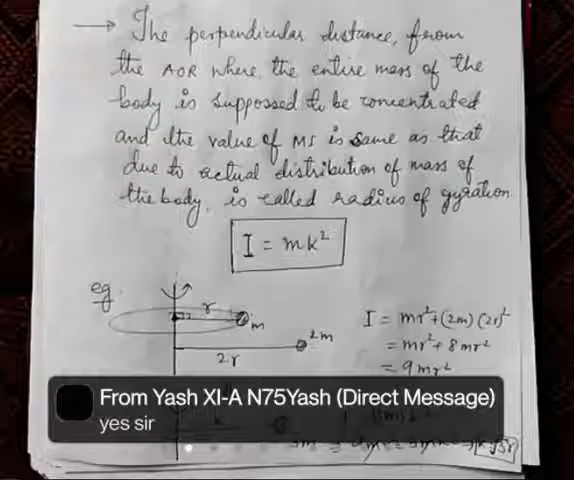 → The perpendicular distance, from
the AOR where, the entire mass of the
body is supposed to be concentrated
and the value of MI is same as that
due to actual distribution of mass of
the body, is called radius of gyration
I = mk²
eg.
r
m
2m
2r
I = mr²+(2m)(2r)²
= mr²+8mr²
= 9mr²
From Yash XI-A N75Yash (Direct Message)
yes sir